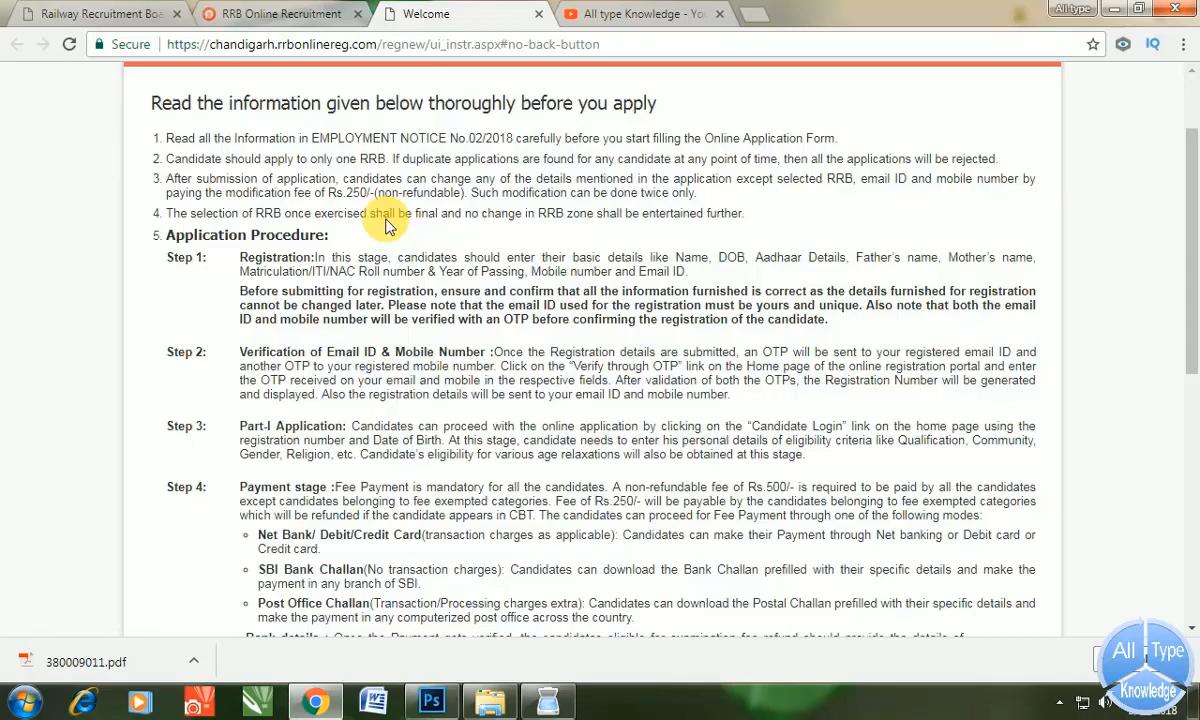 Railway Recruitment Boa
RRB Online Recruitment
Welcome
All type Knowledge - Yo
All type
Secure
https://chandigarh.rrbonlinereg.com/regnew/ui_instr.aspx#no-back-button
IQ
Read the information given below thoroughly before you apply
1. Read all the Information in EMPLOYMENT NOTICE No.02/2018 carefully before you start filling the Online Application Form.
2. Candidate should apply to only one RRB. If duplicate applications are found for any candidate at any point of time, then all the applications will be rejected.
3. After submission of application, candidates can change any of the details mentioned in the application except selected RRB, email ID and mobile number by
paying the modification fee of Rs.250/-(non-refundable). Such modification can be done twice only.
4. The selection of RRB once exercised shall be final and no change in RRB zone shall be entertained further.
5. Application Procedure:
Step 1: Registration:In this stage, candidates should enter their basic details like Name, DOB, Aadhaar Details, Father's name, Mother's name,
Matriculation/ITI/NAC Roll number & Year of Passing, Mobile number and Email ID.
Before submitting for registration, ensure and confirm that all the information furnished is correct as the details furnished for registration
cannot be changed later. Please note that the email ID used for the registration must be yours and unique. Also note that both the email
ID and mobile number will be verified with an OTP before confirming the registration of the candidate.
Step 2: Verification of Email ID & Mobile Number :Once the Registration details are submitted, an OTP will be sent to your registered email ID and
another OTP to your registered mobile number. Click on the “Verify through OTP” link on the Home page of the online registration portal and enter
the OTP received on your email and mobile in the respective fields. After validation of both the OTPs, the Registration Number will be generated
and displayed. Also the registration details will be sent to your email ID and mobile number.
Step 3: Part-I Application: Candidates can proceed with the online application by clicking on the “Candidate Login” link on the home page using the
registration number and Date of Birth. At this stage, candidate needs to enter his personal details of eligibility criteria like Qualification, Community,
Gender, Religion, etc. Candidate's eligibility for various age relaxations will also be obtained at this stage.
Step 4: Payment stage :Fee Payment is mandatory for all the candidates. A non-refundable fee of Rs.500/- is required to be paid by all the candidates
except candidates belonging to fee exempted categories. Fee of Rs.250/- will be payable by the candidates belonging to fee exempted categories
which will be refunded if the candidate appears in CBT. The candidates can proceed for Fee Payment through one of the following modes:
Net Bank/ Debit/Credit Card(transaction charges as applicable): Candidates can make their Payment through Net banking or Debit card or
Credit card.
SBI Bank Challan(No transaction charges): Candidates can download the Bank Challan prefilled with their specific details and make the
payment in any branch of SBI.
Post Office Challan(Transaction/Processing charges extra): Candidates can download the Postal Challan prefilled with their specific details and
make the payment in any computerized post office across the country.
Bank details : Once the Payment gets verified, the candidates eligible for examination fee refund should provide the details of
380009011.pdf
All Type
Knowledge
W
Ps
2018